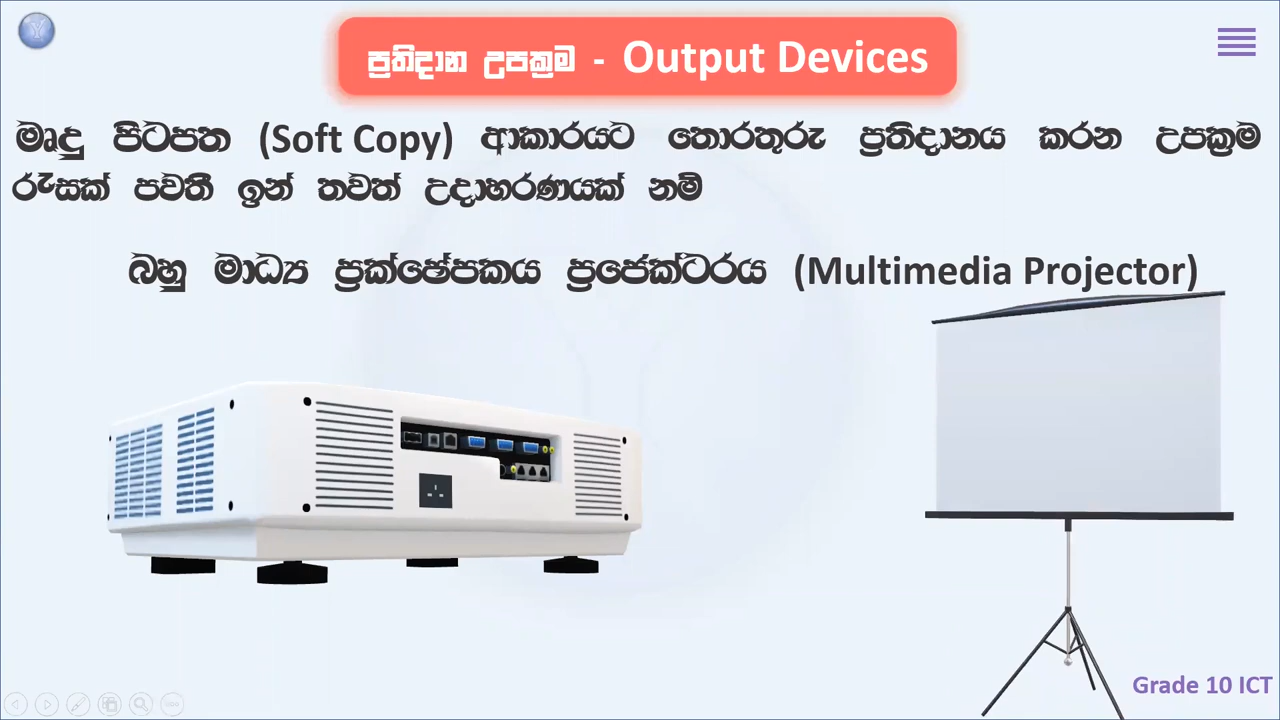 ප්‍රතිදාන උපක්‍රම - Output Devices
මෘදු පිටපත (Soft Copy) ආකාරයට තොරතුරු ප්‍රතිදානය කරන උපක්‍රම
රැසක් පවතී ඉන් තවත් උදාහරණයක් නම්
බහු මාධ්‍ය ප්‍රක්ෂේපකය ප්‍රජෙක්ටරය (Multimedia Projector)
Grade 10 ICT